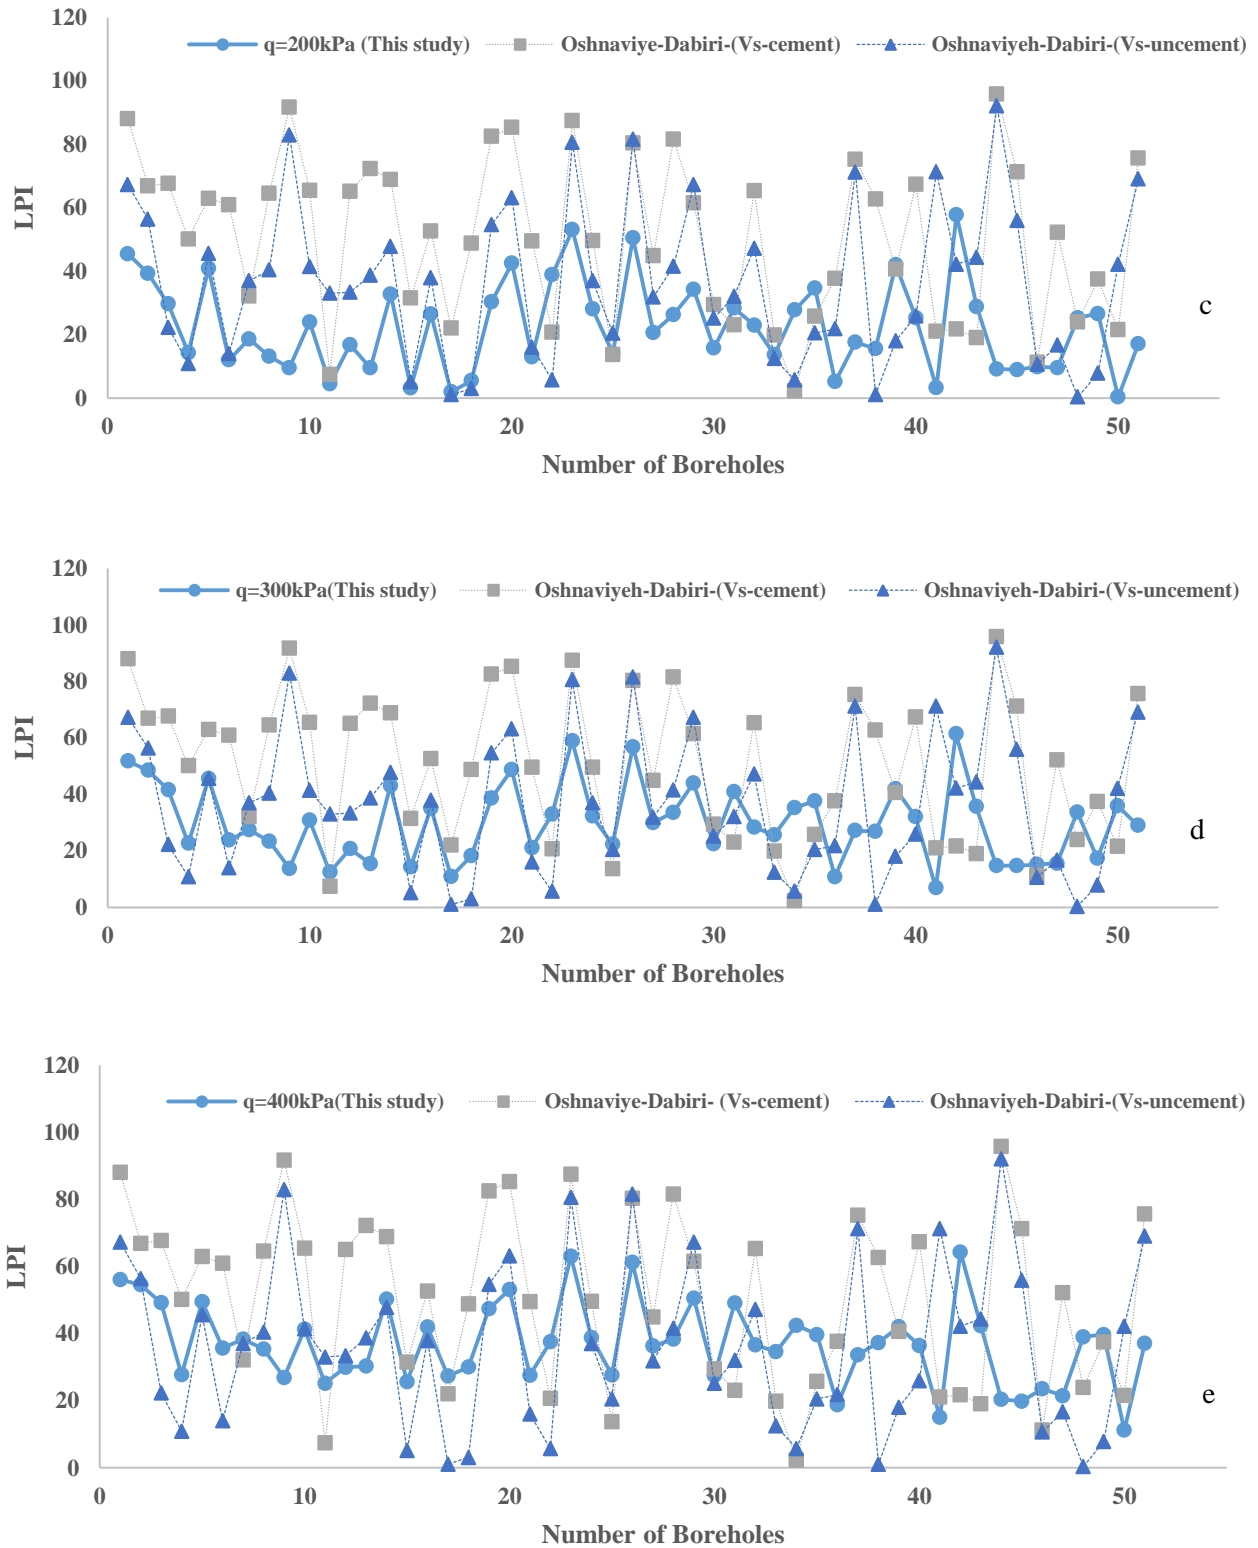 120
q=200kPa (This study) Oshnaviye-Dabiri-(Vs-cement) Oshnaviyeh-Dabiri-(Vs-uncement)
100
80
60
LPI
40
c
20
0
0 10 20 30 40 50
Number of Boreholes
120
q=300kPa(This study) Oshnaviyeh-Dabiri-(Vs-cement) Oshnaviyeh-Dabiri-(Vs-uncement)
100
80
60
LPI
40
d
20
0
0 10 20 30 40 50
Number of Boreholes
120
q=400kPa(This study) Oshnaviye-Dabiri- (Vs-cement) Oshnaviyeh-Dabiri-(Vs-uncement)
100
80
60
LPI
40
e
20
0
0 10 20 30 40 50
Number of Boreholes